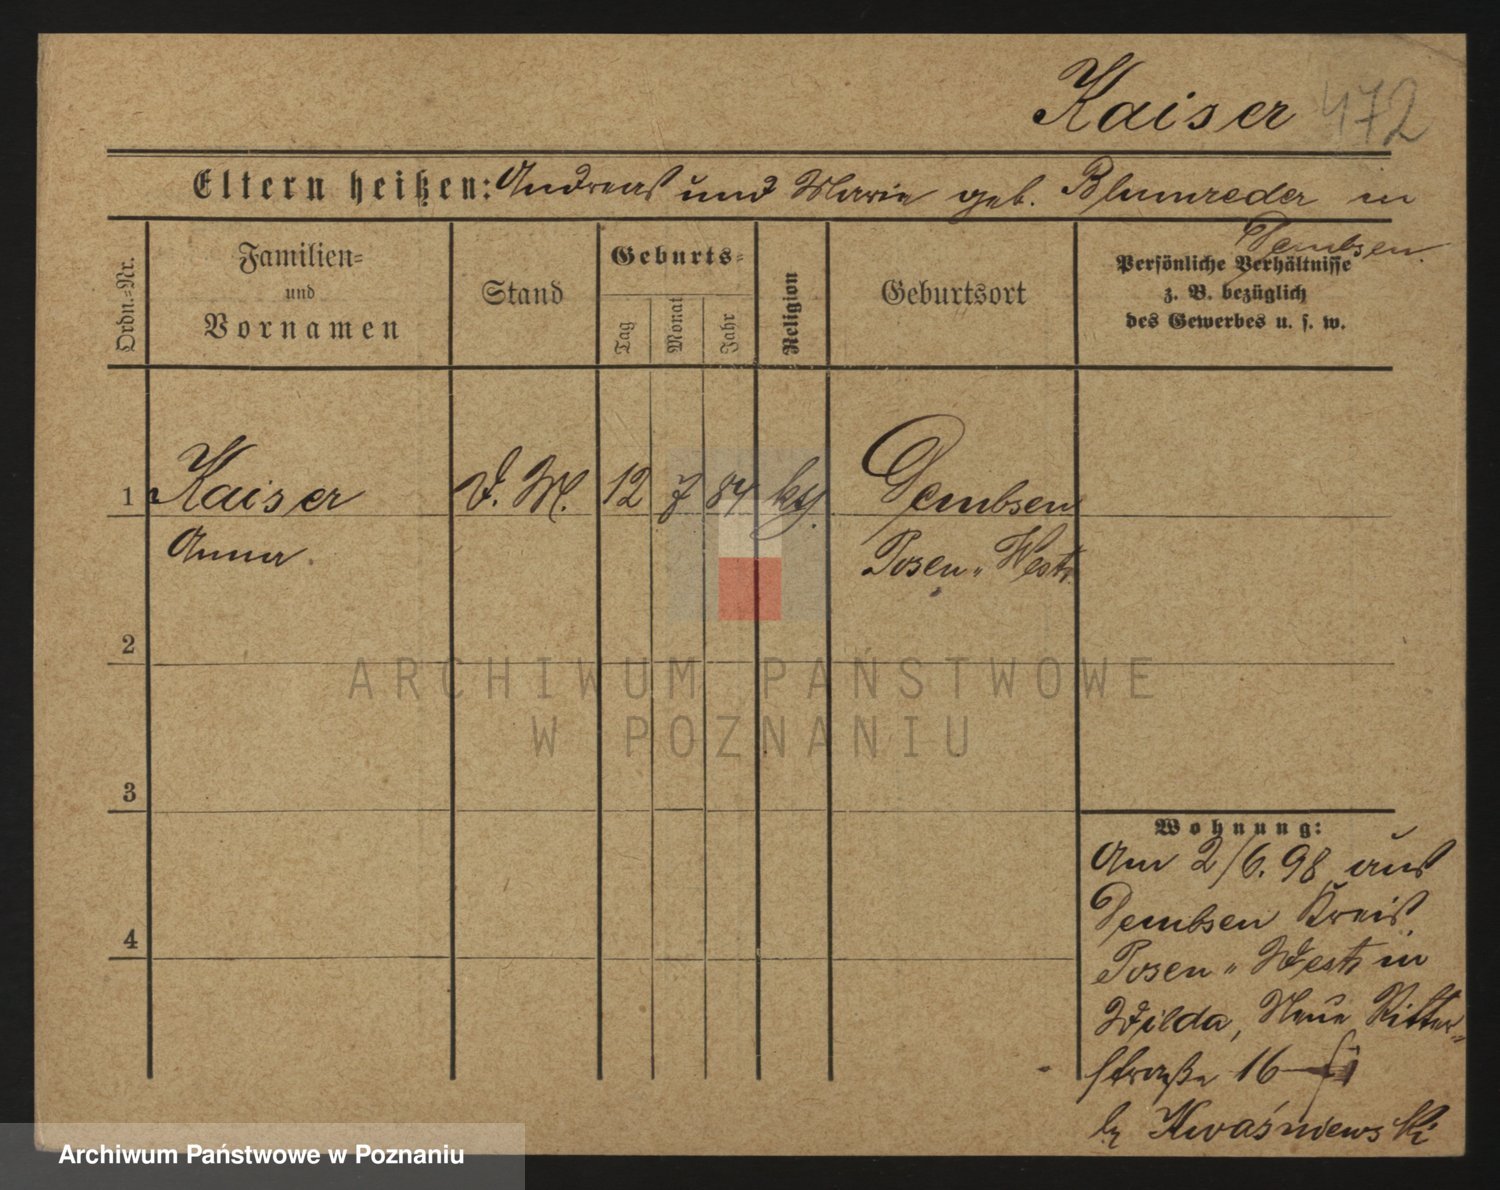 Kaiser 472
Eltern heißen: Andreas und Marie geb. Blumreder in
Dembsen.
Ordn.=Nr.
Familien=
und
Vornamen
Stand
Geburts=
Tag
Monat
Jahr
Religion
Geburtsort
Persönliche Verhältnisse
z. B. bezüglich
des Gewerbes u. s. w.
1 Kaiser D. M. 12 7 84 kth. Dembsen
Anna. Posen " West.
2
3
4
Wohnung:
Am 2/6. 98 aus
Dembsen Kreis
Posen " West in
Wilda, Neue Ritter=
straße 16
bei Kwaśniewski
ARCHIWUM PAŃSTWOWE
W POZNANIU
Archiwum Państwowe w Poznaniu